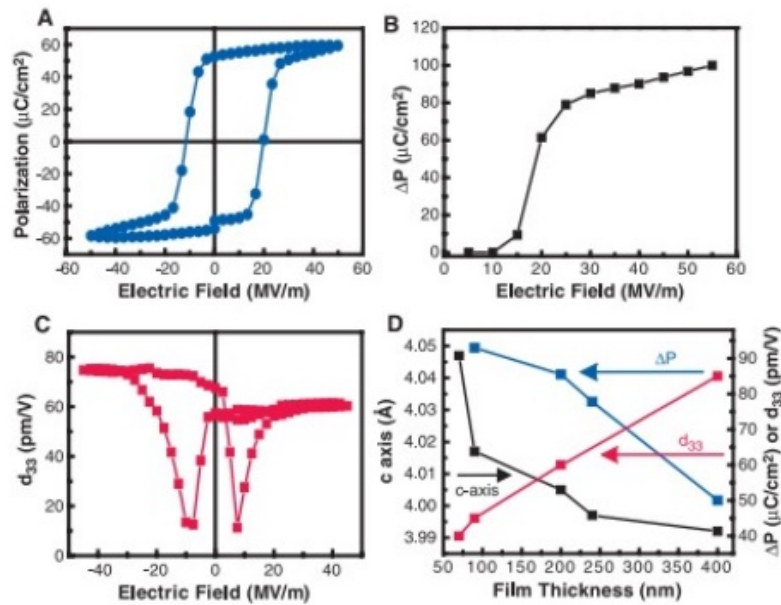 A
Polarization (μC/cm²)
60
40
20
0
-20
-40
-60
-60 -40 -20 0 20 40 60
Electric Field (MV/m)
B
ΔP (μC/cm²)
120
100
80
60
40
20
0
0 10 20 30 40 50 60
Electric Field (MV/m)
C
d₃₃ (pm/V)
80
60
40
20
0
-40 -20 0 20 40
Electric Field (MV/m)
D
c axis (Å)
4.05
4.04
4.03
4.02
4.01
4.00
3.99
ΔP
d₃₃
c-axis
90
80
70
60
50
40
ΔP (μC/cm²) or d₃₃ (pm/V)
50 100 150 200 250 300 350 400
Film Thickness (nm)